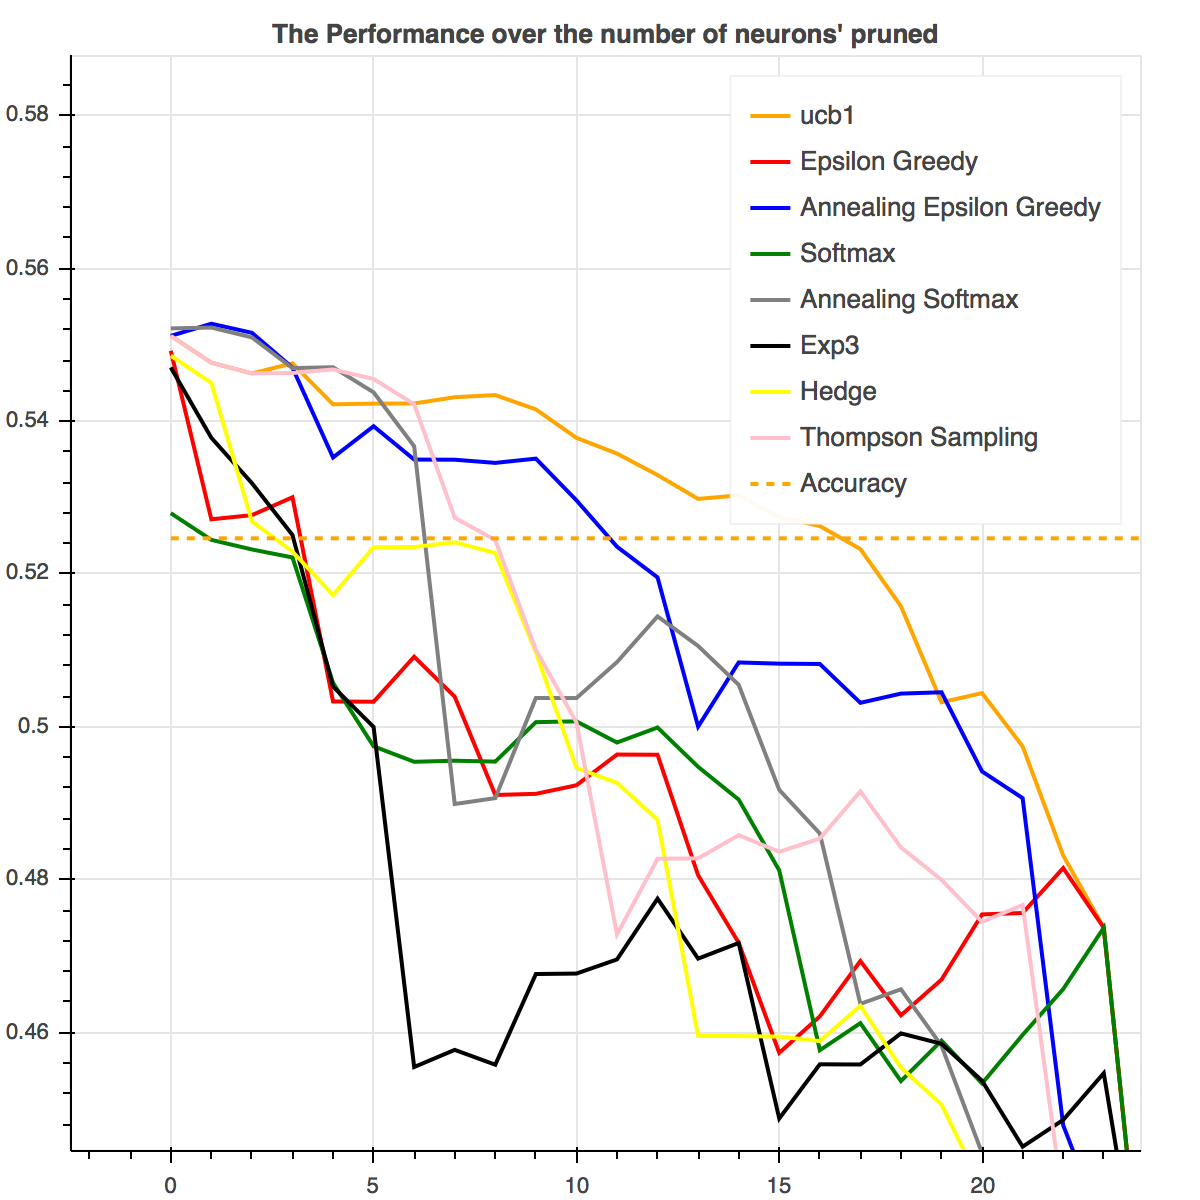 The Performance over the number of neurons' pruned
0.58
0.56
0.54
0.52
0.5
0.48
0.46
ucb1
Epsilon Greedy
Annealing Epsilon Greedy
Softmax
Annealing Softmax
Exp3
Hedge
Thompson Sampling
Accuracy
0 5 10 15 20